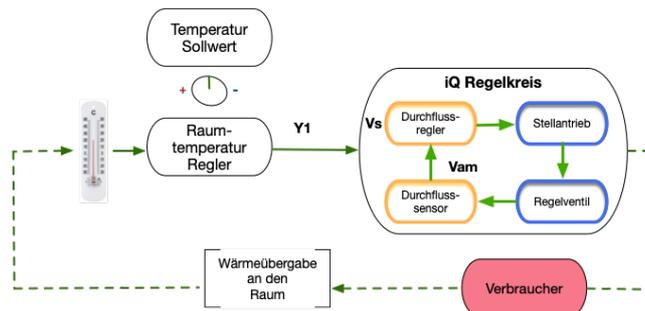 Temperatur
Sollwert
+
-
iQ Regelkreis
C
Raum-
temperatur
Regler
Y1
Vs
Durchfluss-
regler
Stellantrieb
Vam
Durchfluss-
sensor
Regelventil
Wärmeübergabe
an den
Raum
Verbraucher